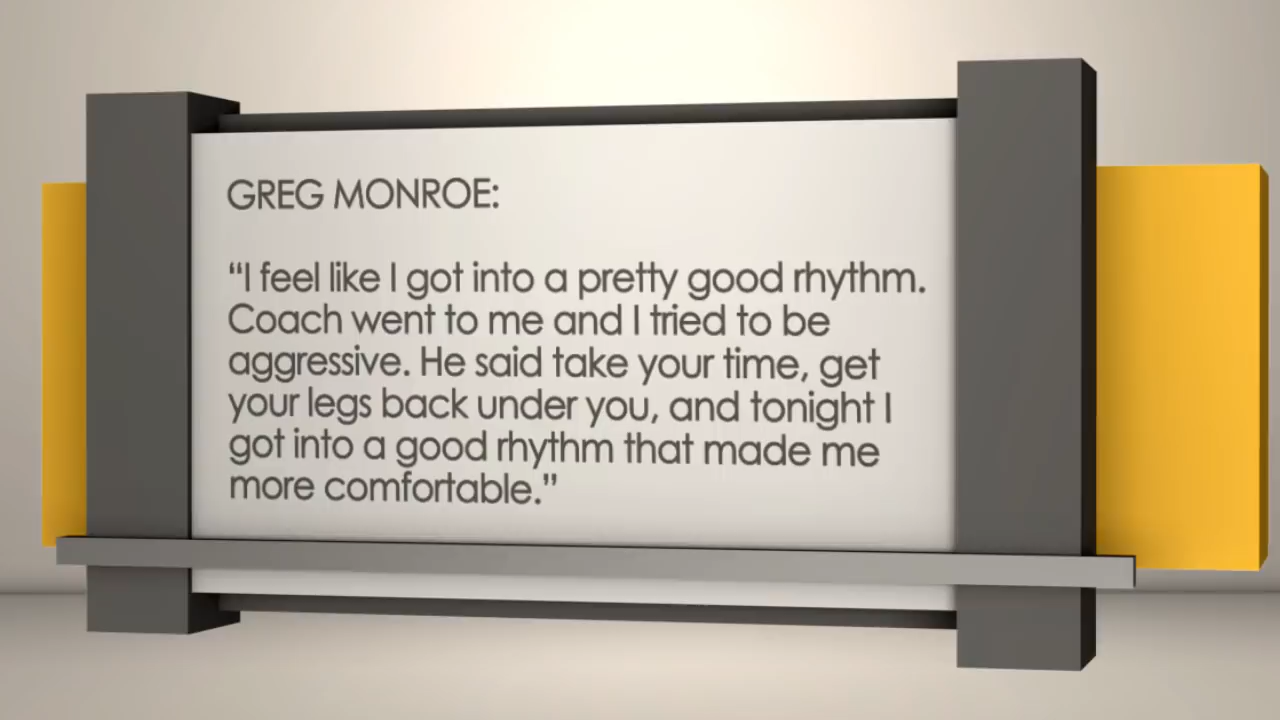 GREG MONROE:
“I feel like I got into a pretty good rhythm.
Coach went to me and I tried to be
aggressive. He said take your time, get
your legs back under you, and tonight I
got into a good rhythm that made me
more comfortable.”